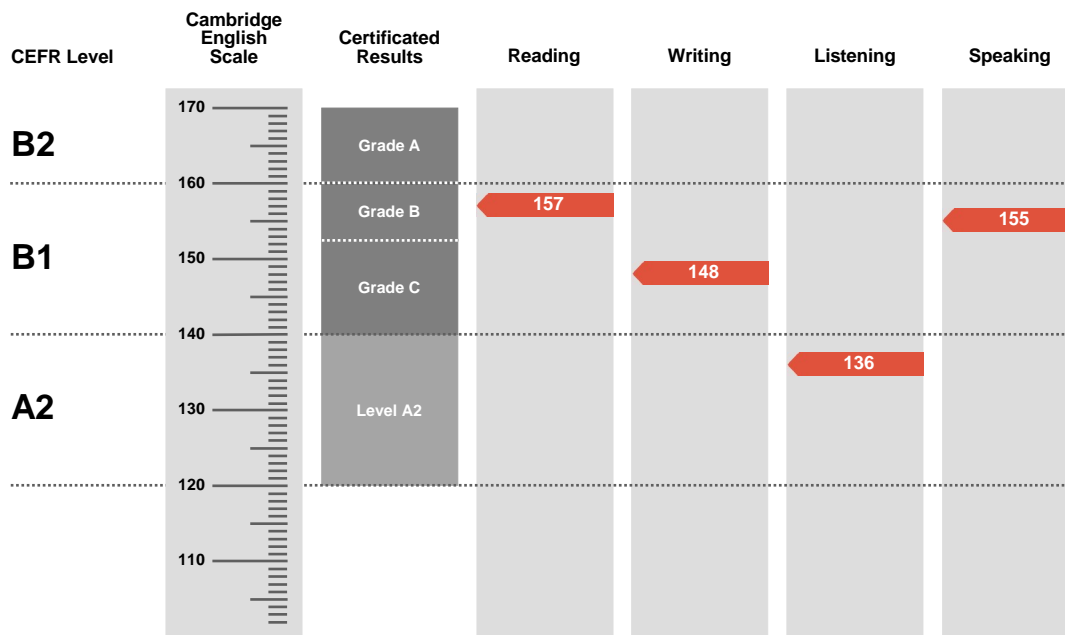 CEFR Level
Cambridge
English
Scale
Certificated
Results
Reading
Writing
Listening
Speaking
170
B2
Grade A
160
157
Grade B
155
B1
150
148
Grade C
140
136
A2
130
Level A2
120
110